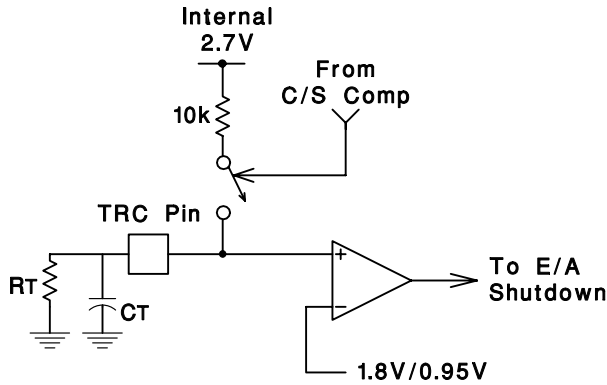 Internal
2.7V
From
C/S Comp
10k
TRC Pin
+
RT
CT
−
To E/A
Shutdown
1.8V/0.95V